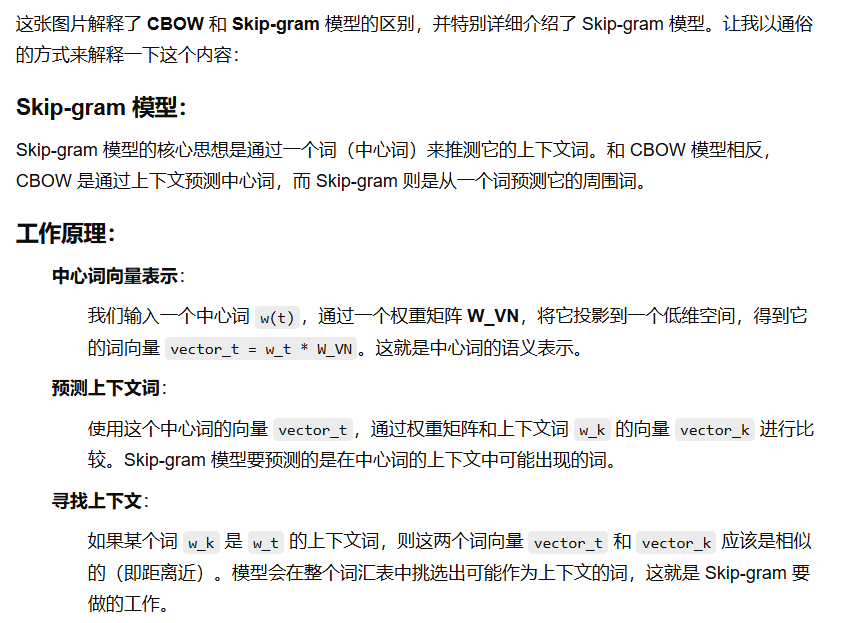 这张图片解释了 CBOW 和 Skip-gram 模型的区别，并特别详细介绍了 Skip-gram 模型。让我以通俗
的方式来解释一下这个内容：
Skip-gram 模型：
Skip-gram 模型的核心思想是通过一个词（中心词）来推测它的上下文词。和 CBOW 模型相反，
CBOW 是通过上下文预测中心词，而 Skip-gram 则是从一个词预测它的周围词。
工作原理：
中心词向量表示：
我们输入一个中心词 w(t)，通过一个权重矩阵 W_VN，将它投影到一个低维空间，得到它
的词向量 vector_t = w_t * W_VN。这就是中心词的语义表示。
预测上下文词：
使用这个中心词的向量 vector_t，通过权重矩阵和上下文词 w_k 的向量 vector_k 进行比
较。Skip-gram 模型要预测的是在中心词的上下文中可能出现的词。
寻找上下文：
如果某个词 w_k 是 w_t 的上下文词，则这两个词向量 vector_t 和 vector_k 应该是相似
的（即距离近）。模型会在整个词汇表中挑选出可能作为上下文的词，这就是 Skip-gram 要
做的工作。